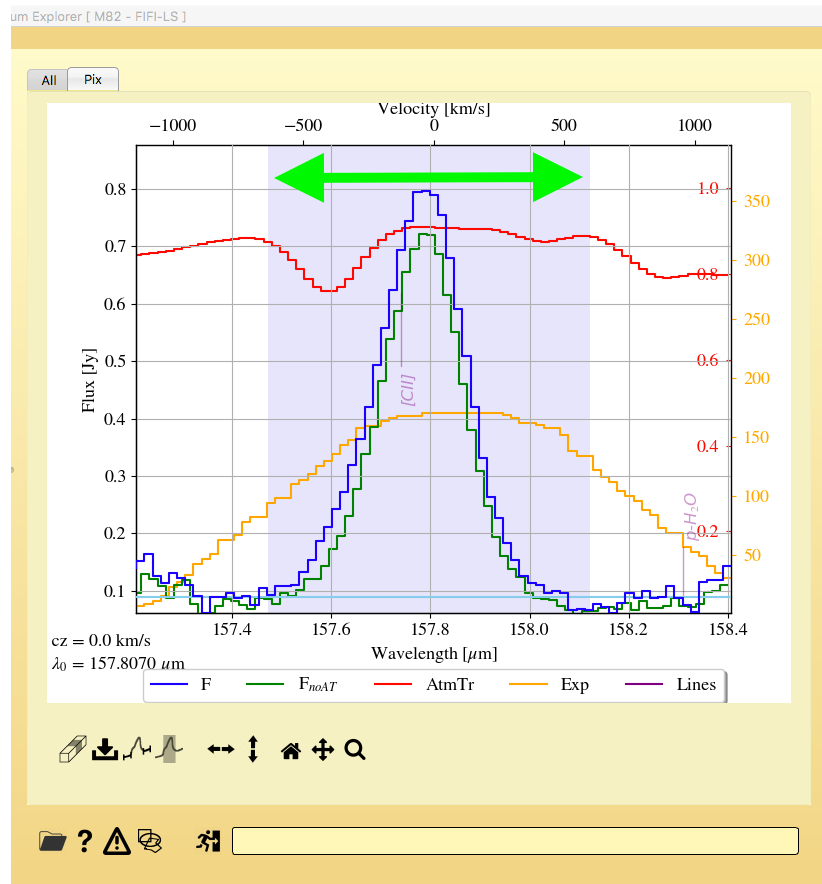 um Explorer [ M82 - FIFI-LS ]
All Pix
Velocity [km/s]
−1000 −500 0 500 1000
0.8 0.7 0.6 0.5 0.4 0.3 0.2 0.1
Flux [Jy]
1.0 0.8 0.6 0.4 0.2
350 300 250 200 150 100 50
[CII]
p-H₂O
157.4 157.6 157.8 158.0 158.2 158.4
Wavelength [μm]
cz = 0.0 km/s
λ₀ = 157.8070 μm
F FnoAT AtmTr Exp Lines